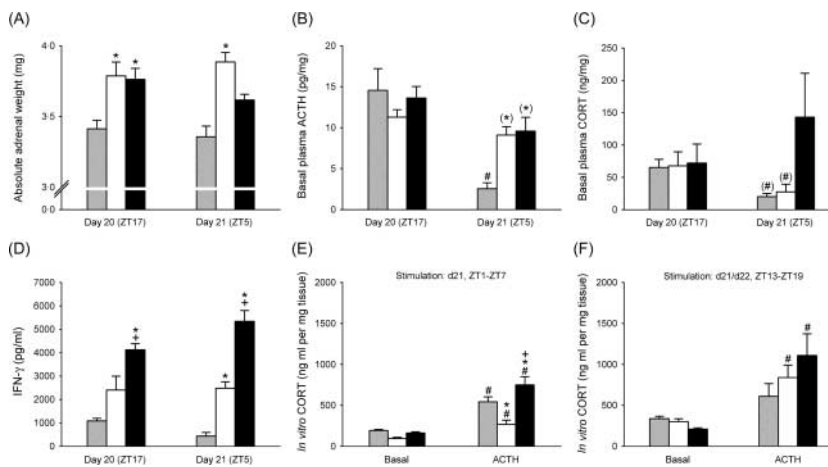 (A)
Absolute adrenal weight (mg)
4·0
3·5
3·0
0·0
*
*
*
Day 20 (ZT17)
Day 21 (ZT5)
(B)
Basal plasma ACTH (pg/mg)
20
15
10
5
0
#
(*)
(*)
Day 20 (ZT17)
Day 21 (ZT5)
(C)
Basal plasma CORT (ng/mg)
250
200
150
100
50
0
(#)
(#)
Day 20 (ZT17)
Day 21 (ZT5)
(D)
IFN-γ (pg/ml)
7000
6000
5000
4000
3000
2000
1000
0
*
+
*
*
+
Day 20 (ZT17)
Day 21 (ZT5)
(E)
Stimulation: d21, ZT1-ZT7
In vitro CORT (ng ml per mg tissue)
2000
1500
1000
500
0
#
*
#
+
*
#
Basal
ACTH
(F)
Stimulation: d21/d22, ZT13-ZT19
In vitro CORT (ng ml per mg tissue)
2000
1500
1000
500
0
#
#
Basal
ACTH